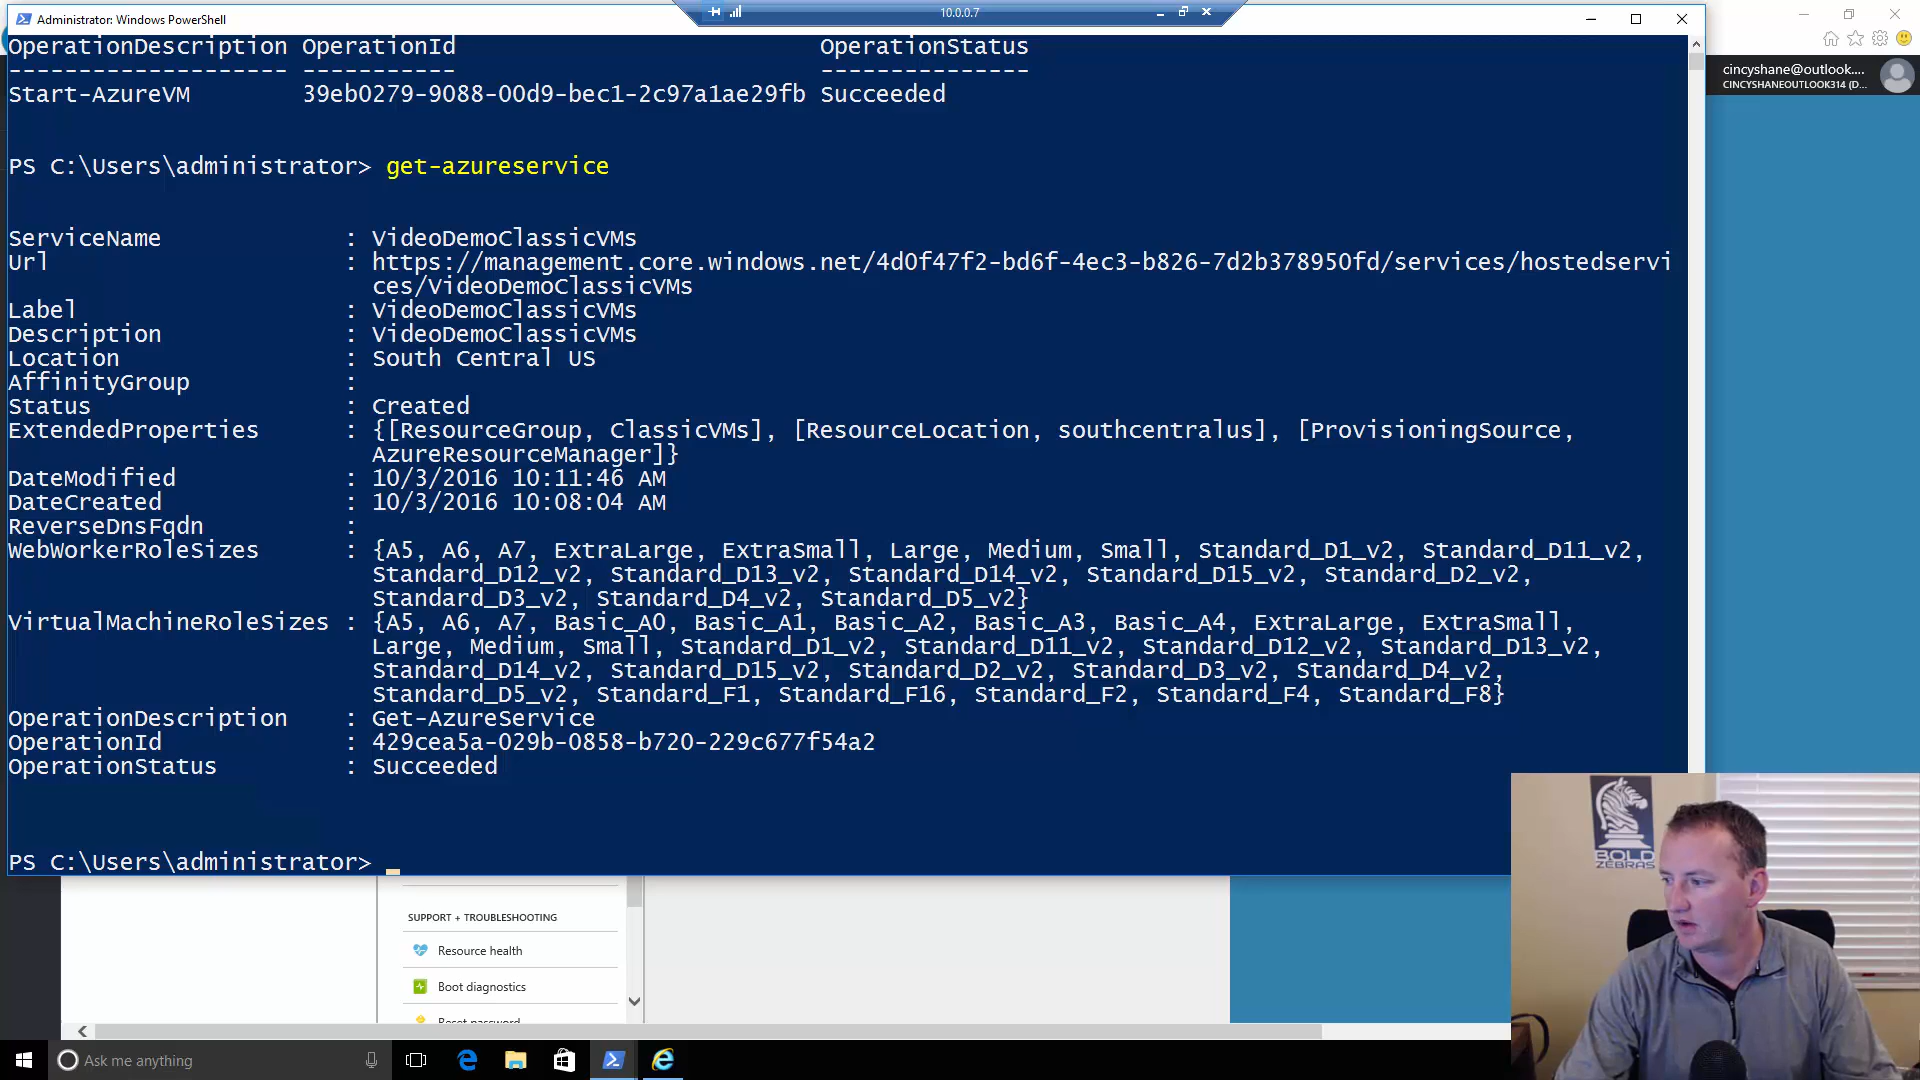 Administrator: Windows PowerShell
10.0.0.7
OperationDescription OperationId OperationStatus
-------------------- ----------- ---------------
Start-AzureVM 39eb0279-9088-00d9-bec1-2c97a1ae29fb Succeeded
cincyshane@outlook....
CINCYSHANEOUTLOOK314 (D...
PS C:\Users\administrator> get-azureservice
ServiceName : VideoDemoClassicVMs
Url : https://management.core.windows.net/4d0f47f2-bd6f-4ec3-b826-7d2b378950fd/services/hostedservi
ces/VideoDemoClassicVMs
Label : VideoDemoClassicVMs
Description : VideoDemoClassicVMs
Location : South Central US
AffinityGroup :
Status : Created
ExtendedProperties : {[ResourceGroup, ClassicVMs], [ResourceLocation, southcentralus], [ProvisioningSource,
AzureResourceManager]}
DateModified : 10/3/2016 10:11:46 AM
DateCreated : 10/3/2016 10:08:04 AM
ReverseDnsFqdn :
WebWorkerRoleSizes : {A5, A6, A7, ExtraLarge, ExtraSmall, Large, Medium, Small, Standard_D1_v2, Standard_D11_v2,
Standard_D12_v2, Standard_D13_v2, Standard_D14_v2, Standard_D15_v2, Standard_D2_v2,
Standard_D3_v2, Standard_D4_v2, Standard_D5_v2}
VirtualMachineRoleSizes : {A5, A6, A7, Basic_A0, Basic_A1, Basic_A2, Basic_A3, Basic_A4, ExtraLarge, ExtraSmall,
Large, Medium, Small, Standard_D1_v2, Standard_D11_v2, Standard_D12_v2, Standard_D13_v2,
Standard_D14_v2, Standard_D15_v2, Standard_D2_v2, Standard_D3_v2, Standard_D4_v2,
Standard_D5_v2, Standard_F1, Standard_F16, Standard_F2, Standard_F4, Standard_F8}
OperationDescription : Get-AzureService
OperationId : 429cea5a-029b-0858-b720-229c677f54a2
OperationStatus : Succeeded
PS C:\Users\administrator>
BOLD
ZEBRAS
SUPPORT + TROUBLESHOOTING
Resource health
Boot diagnostics
Reset password
Ask me anything